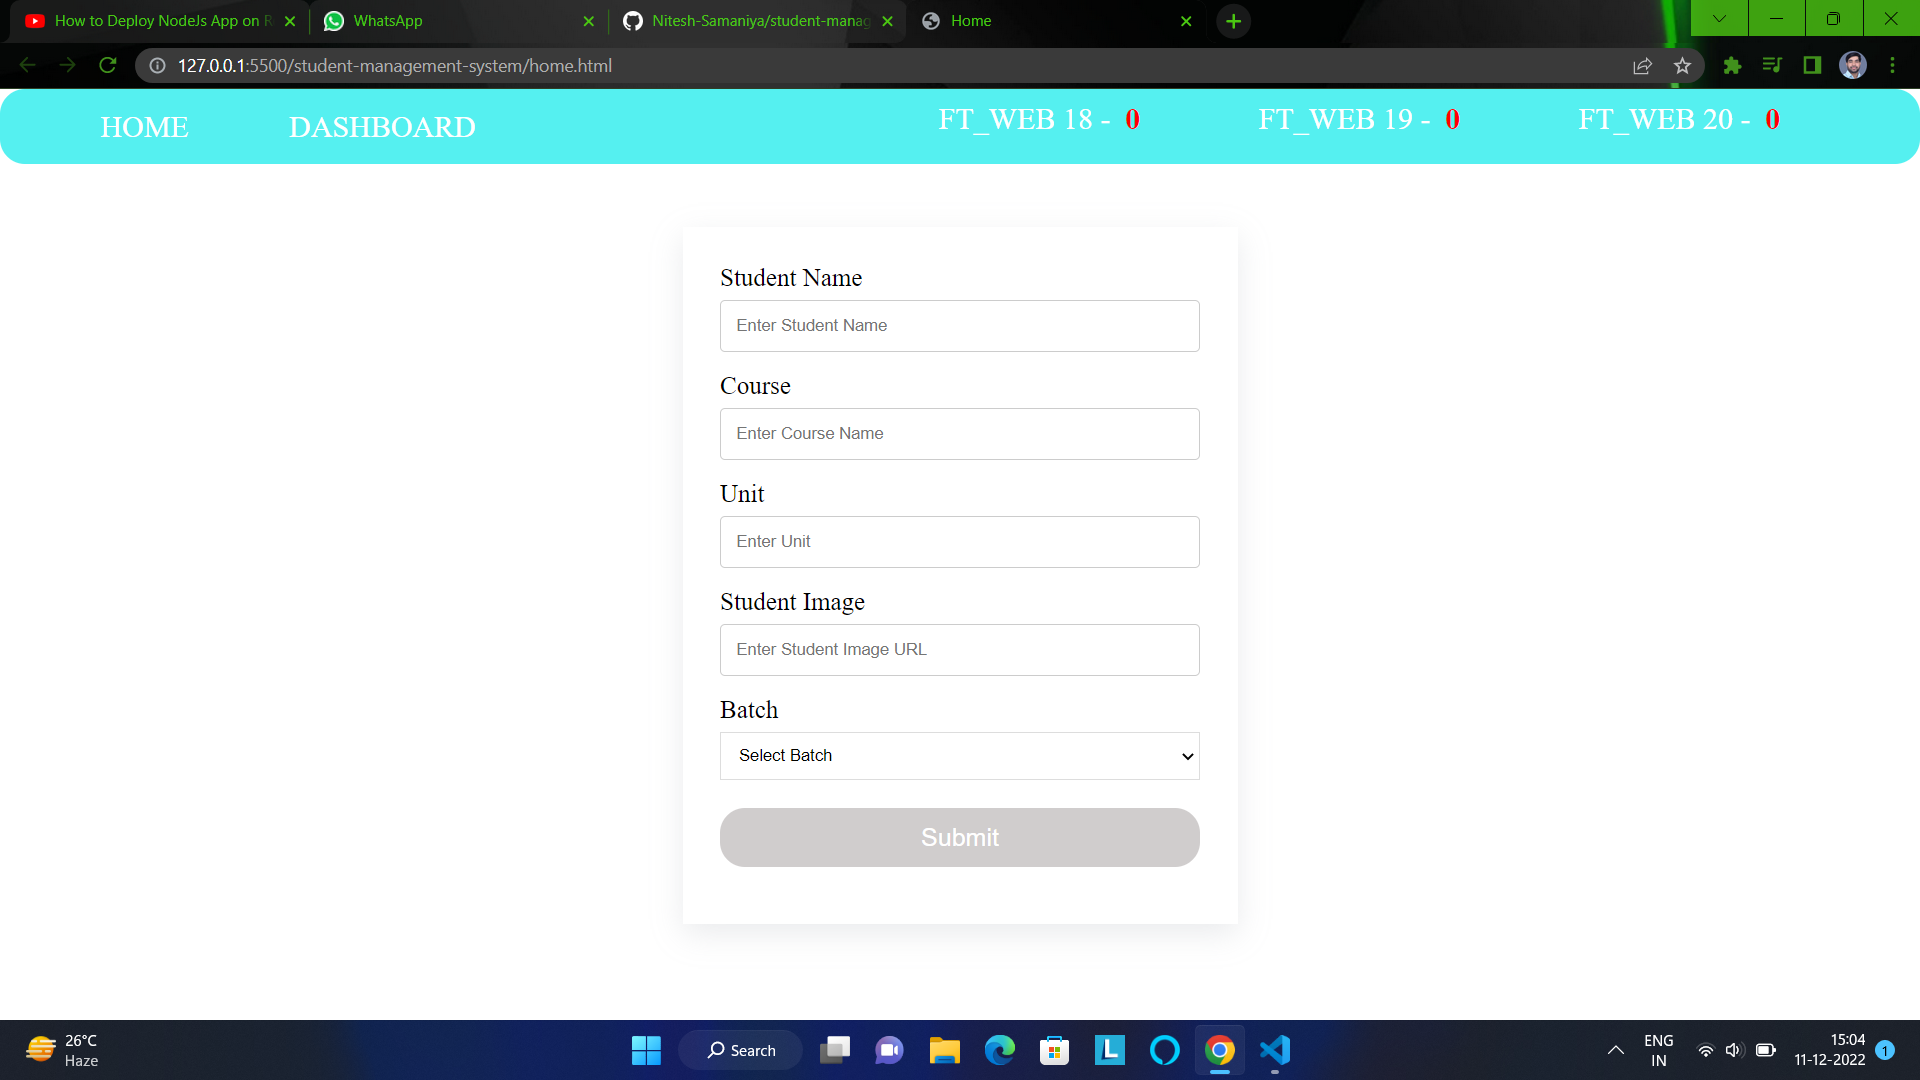 How to Deploy NodeJs App on R
WhatsApp
Nitesh-Samaniya/student-manag
Home
127.0.0.1:5500/student-management-system/home.html
HOME DASHBOARD FT_WEB 18 - 0 FT_WEB 19 - 0 FT_WEB 20 - 0
Student Name
Enter Student Name
Course
Enter Course Name
Unit
Enter Unit
Student Image
Enter Student Image URL
Batch
Select Batch
Submit
26°C
Haze
Search
L
ENG
IN
15:04
11-12-2022
1